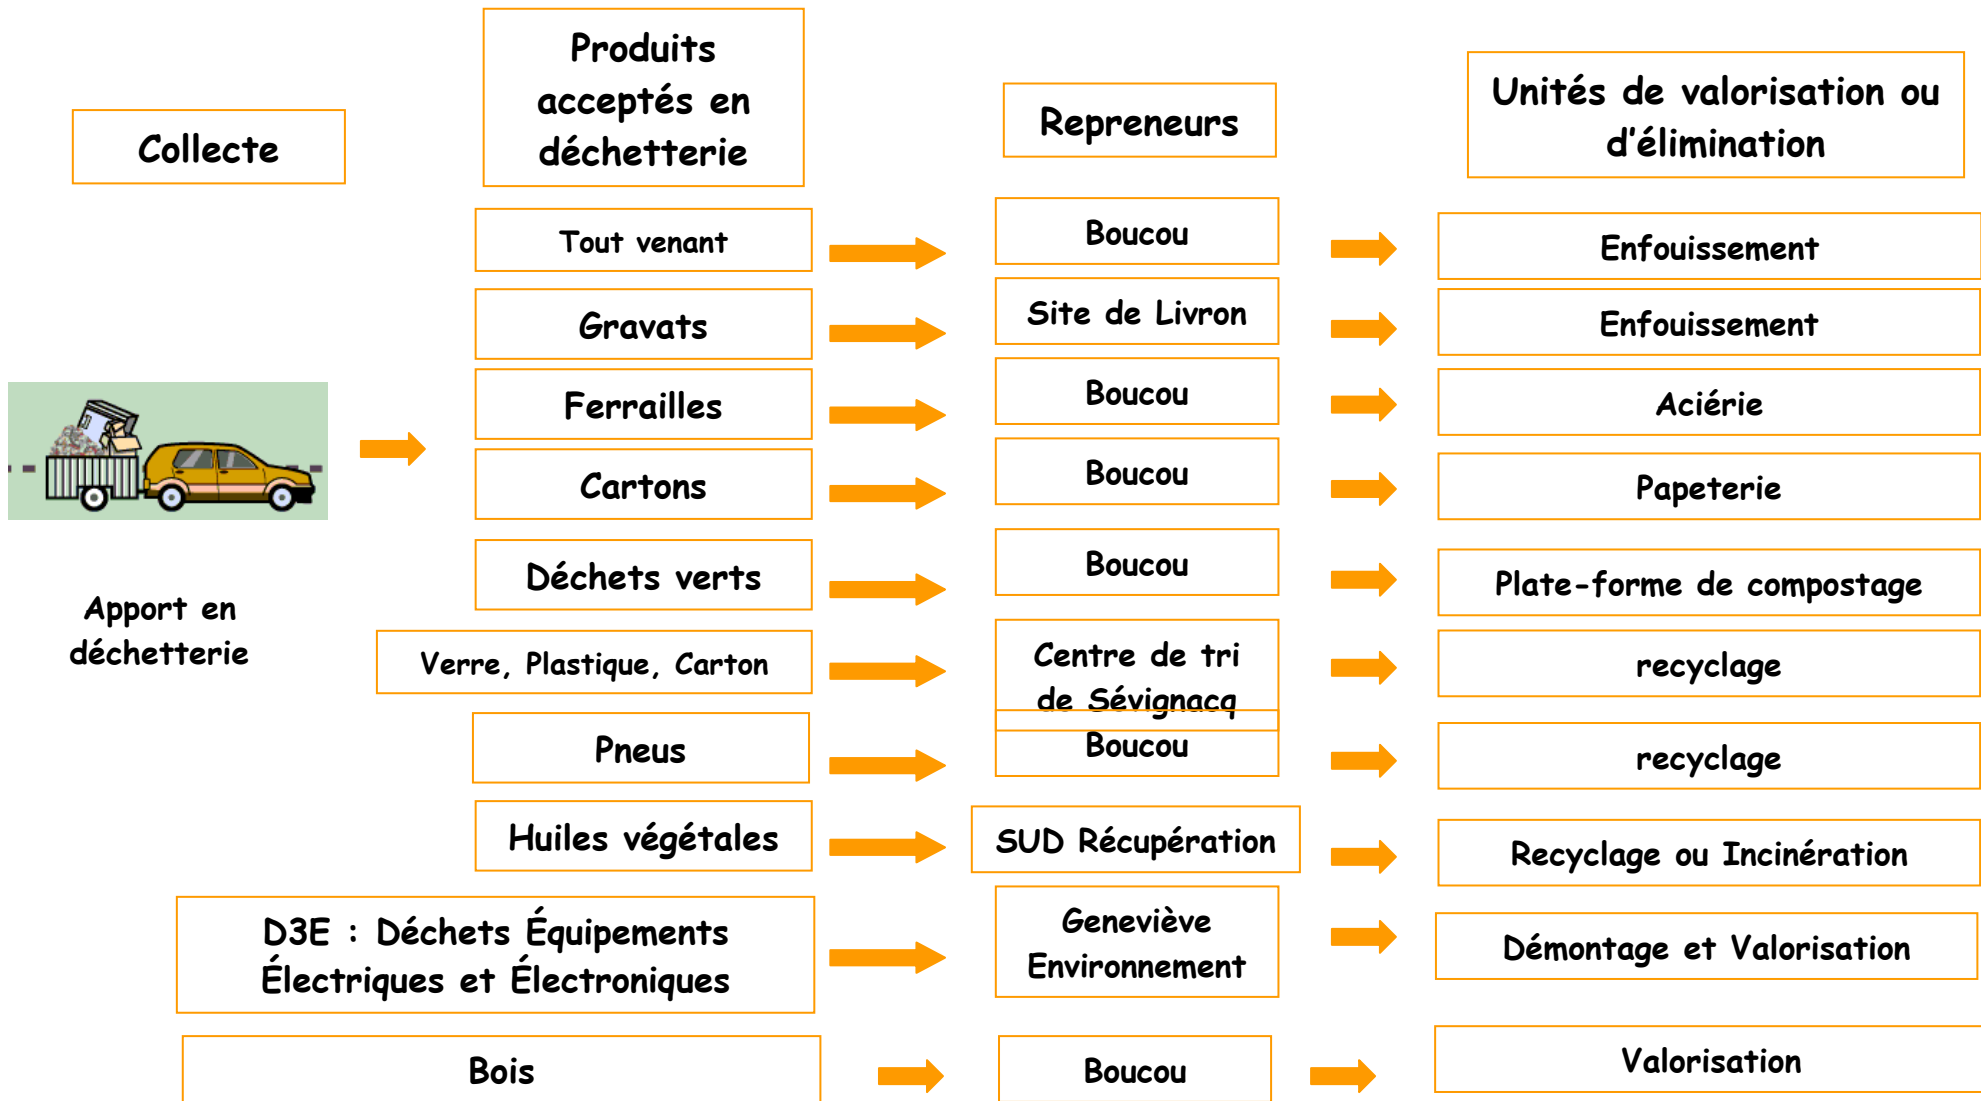 Collecte
Produits
acceptés en
déchetterie
Repreneurs
Unités de valorisation ou
d'élimination
Tout venant
Boucou
Enfouissement
Gravats
Site de Livron
Enfouissement
Ferrailles
Boucou
Aciérie
Cartons
Boucou
Papeterie
Déchets verts
Boucou
Plate-forme de compostage
Apport en
déchetterie
Verre, Plastique, Carton
Centre de tri
de Sévignacq
recyclage
Pneus
Boucou
recyclage
Huiles végétales
SUD Récupération
Recyclage ou Incinération
D3E : Déchets Équipements
Électriques et Électroniques
Geneviève
Environnement
Démontage et Valorisation
Bois
Boucou
Valorisation